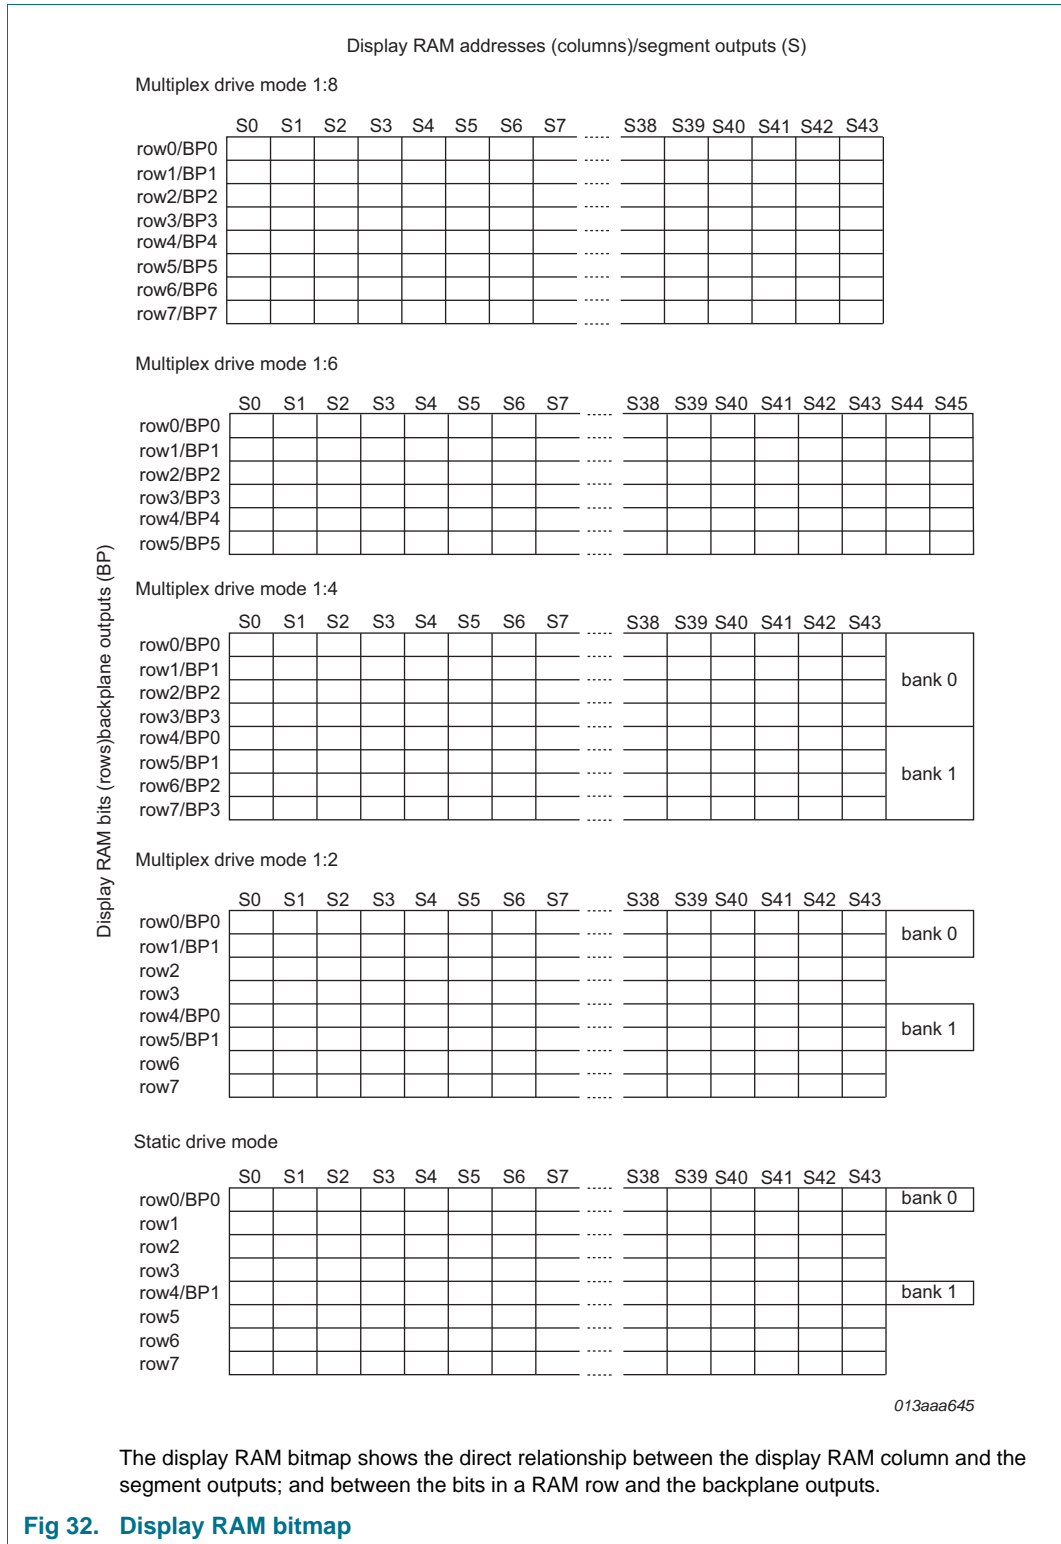 Display RAM addresses (columns)/segment outputs (S)
Multiplex drive mode 1:8
S0 S1 S2 S3 S4 S5 S6 S7 ..... S38 S39 S40 S41 S42 S43
row0/BP0
row1/BP1
row2/BP2
row3/BP3
row4/BP4
row5/BP5
row6/BP6
row7/BP7
Multiplex drive mode 1:6
S0 S1 S2 S3 S4 S5 S6 S7 ..... S38 S39 S40 S41 S42 S43 S44 S45
row0/BP0
row1/BP1
row2/BP2
row3/BP3
row4/BP4
row5/BP5
Display RAM bits (rows)backplane outputs (BP)
Multiplex drive mode 1:4
S0 S1 S2 S3 S4 S5 S6 S7 ..... S38 S39 S40 S41 S42 S43
row0/BP0
row1/BP1
row2/BP2
bank 0
row3/BP3
row4/BP0
row5/BP1
row6/BP2
bank 1
row7/BP3
Multiplex drive mode 1:2
S0 S1 S2 S3 S4 S5 S6 S7 ..... S38 S39 S40 S41 S42 S43
row0/BP0
bank 0
row1/BP1
row2
row3
row4/BP0
bank 1
row5/BP1
row6
row7
Static drive mode
S0 S1 S2 S3 S4 S5 S6 S7 ..... S38 S39 S40 S41 S42 S43
row0/BP0 bank 0
row1
row2
row3
row4/BP1 bank 1
row5
row6
row7
013aaa645
The display RAM bitmap shows the direct relationship between the display RAM column and the
segment outputs; and between the bits in a RAM row and the backplane outputs.
Fig 32. Display RAM bitmap